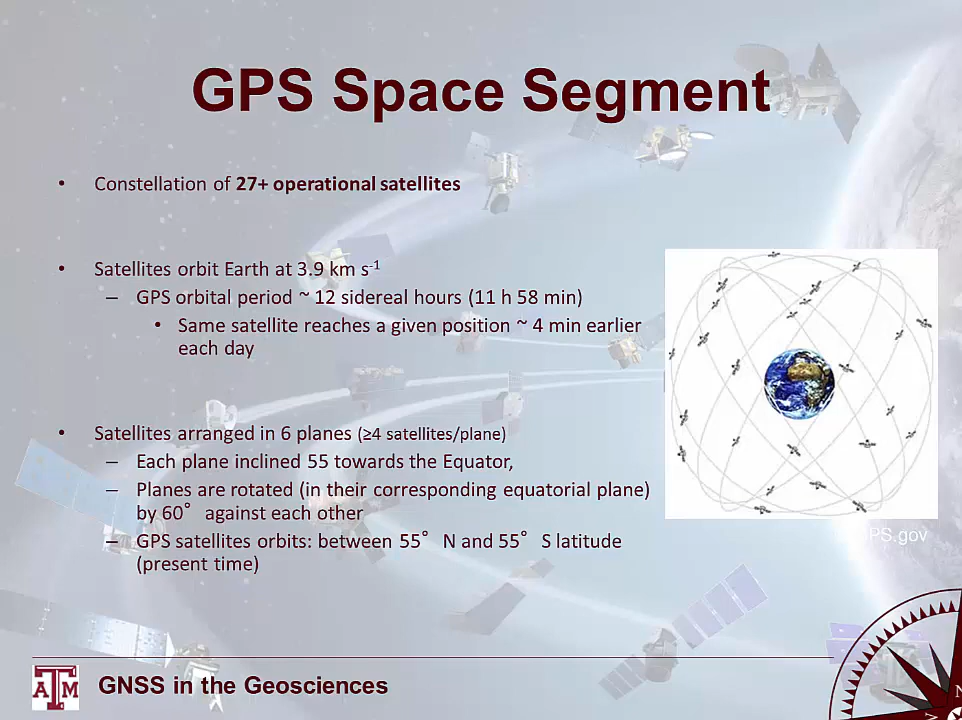 GPS Space Segment
• Constellation of 27+ operational satellites
• Satellites orbit Earth at 3.9 km s-1
– GPS orbital period ~ 12 sidereal hours (11 h 58 min)
• Same satellite reaches a given position ~ 4 min earlier
each day
• Satellites arranged in 6 planes (≥4 satellites/plane)
– Each plane inclined 55 towards the Equator,
– Planes are rotated (in their corresponding equatorial plane)
by 60° against each other
– GPS satellites orbits: between 55° N and 55° S latitude
(present time)
PS.gov
ATM
GNSS in the Geosciences
N